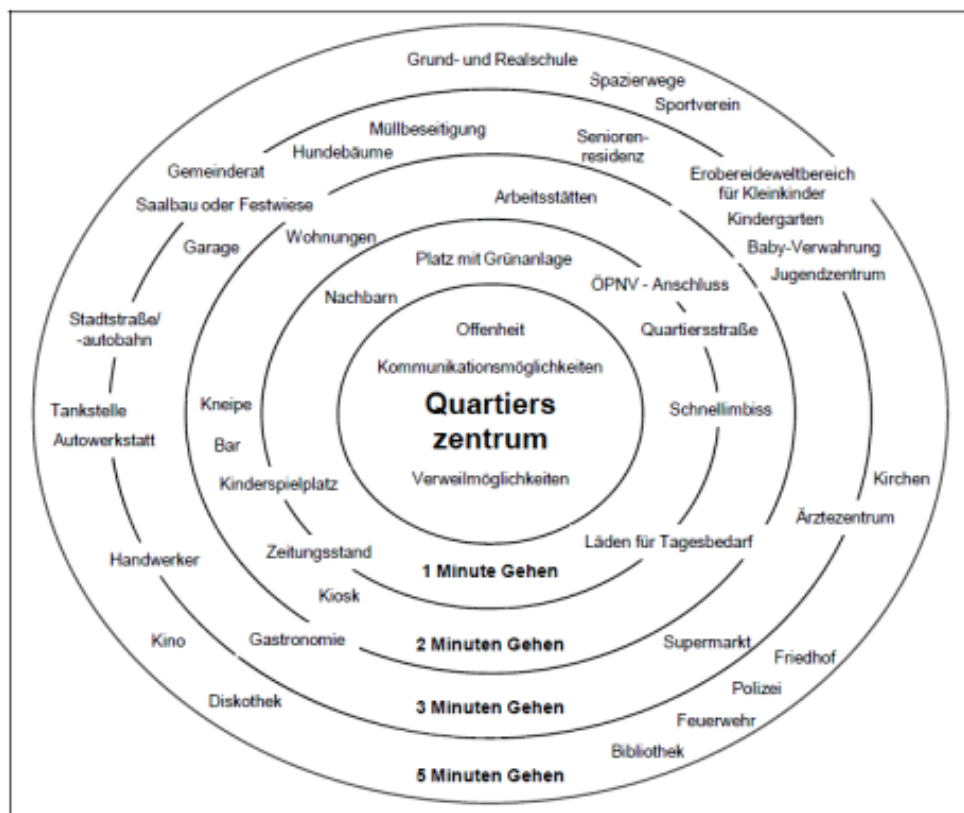 Grund- und Realschule
Spazierwege
Sportverein
Müllbeseitigung
Hundebäume
Senioren-
residenz
Gemeinderat
Erobereideweltbereich
für Kleinkinder
Saalbau oder Festwiese
Arbeitsstätten
Kindergarten
Garage
Wohnungen
Baby-Verwahrung
Platz mit Grünanlage
Jugendzentrum
ÖPNV - Anschluss
Nachbarn
Stadtstraße/
-autobahn
Offenheit
Quartiersstraße
Kommunikationsmöglichkeiten
Tankstelle
Kneipe
Quartiers
zentrum
Schnellimbiss
Autowerkstatt
Bar
Kinderspielplatz
Verweilmöglichkeiten
Kirchen
Ärztezentrum
Handwerker
Zeitungsstand
Läden für Tagesbedarf
1 Minute Gehen
Kiosk
Kino
Gastronomie
2 Minuten Gehen
Supermarkt
Friedhof
Diskothek
3 Minuten Gehen
Polizei
Feuerwehr
Bibliothek
5 Minuten Gehen